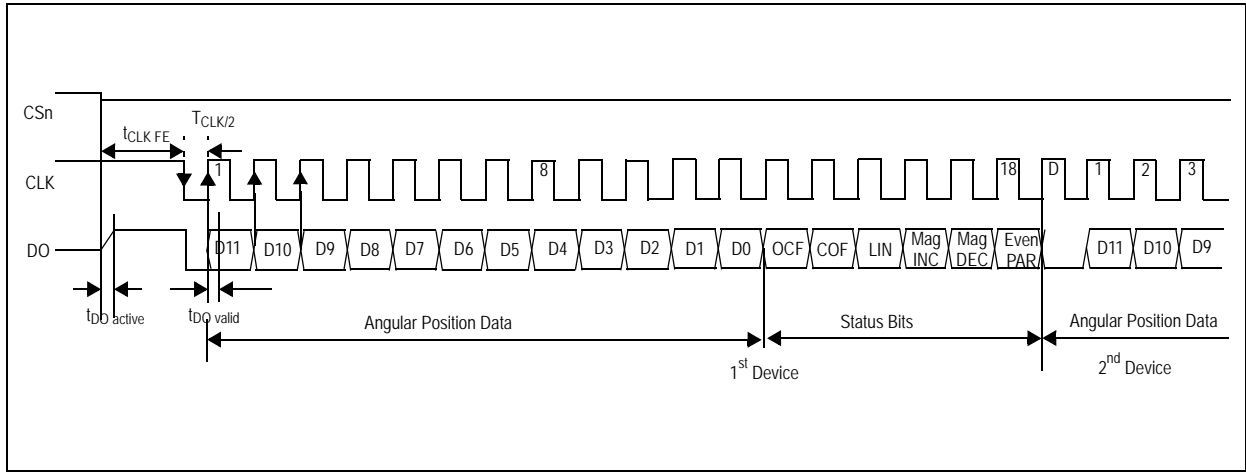 CSn
tCLK FE
TCLK/2
CLK
1
8
18
D
1
2
3
DO
D11
D10
D9
D8
D7
D6
D5
D4
D3
D2
D1
D0
OCF
COF
LIN
Mag
INC
Mag
DEC
Even
PAR
D11
D10
D9
tDO active
tDO valid
Angular Position Data
Status Bits
Angular Position Data
1st Device
2nd Device